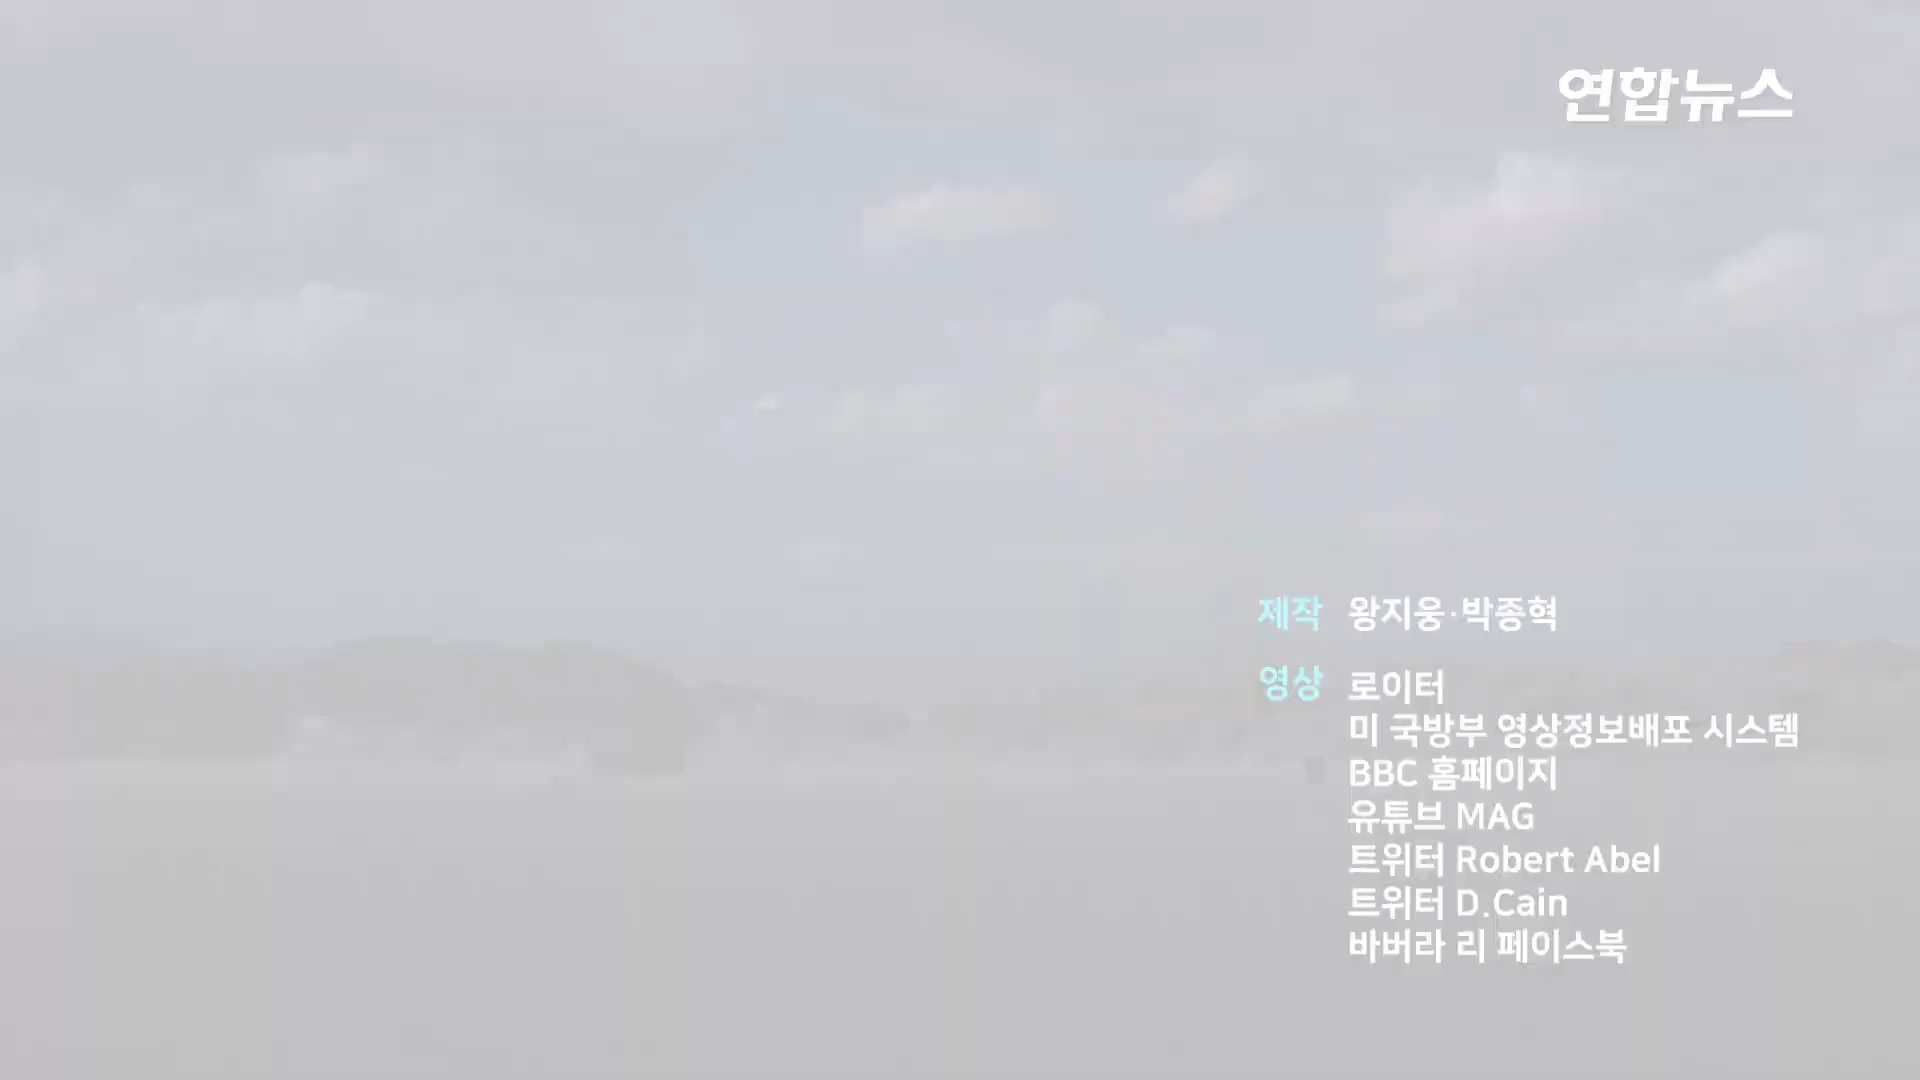 연합뉴스
제작 왕지웅·박종혁
영상 로이터
미 국방부 영상정보배포 시스템
BBC 홈페이지
유튜브 MAG
트위터 Robert Abel
트위터 D.Cain
바버라 리 페이스북